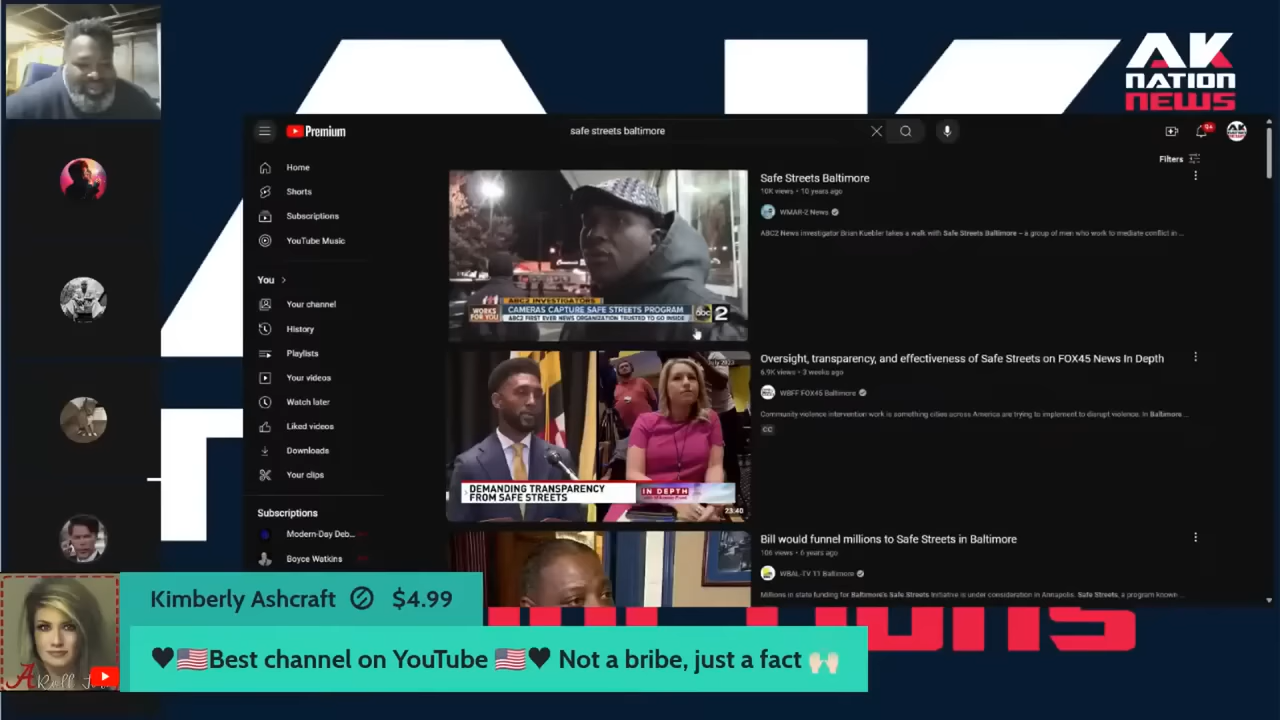 AK
NATION
NEWS
Premium
safe streets baltimore
9+
Filters
Home
Shorts
Subscriptions
YouTube Music
You
Your channel
History
Playlists
Your videos
Watch later
Liked videos
Downloads
Your clips
Subscriptions
Modern-Day Deb...
Boyce Watkins
WORKS
FOR YOU
ABC2 INVESTIGATORS
CAMERAS CAPTURE SAFE STREETS PROGRAM
ABC2 FIRST EVER NEWS ORGANIZATION TRUSTED TO GO INSIDE
abc 2
Safe Streets Baltimore
10K views • 10 years ago
WMAR-2 News
ABC2 News investigator Brian Kuebler takes a walk with Safe Streets Baltimore – a group of men who work to mediate conflict in ...
July 2023
DEMANDING TRANSPARENCY
FROM SAFE STREETS
IN DEPTH
23:40
Oversight, transparency, and effectiveness of Safe Streets on FOX45 News In Depth
6.9K views • 3 weeks ago
WBFF FOX45 Baltimore
Community violence intervention work is something cities across America are trying to implement to disrupt violence. In Baltimore ...
CC
Bill would funnel millions to Safe Streets in Baltimore
106 views • 6 years ago
WBAL-TV 11 Baltimore
Millions in state funding for Baltimore's Safe Streets Initiative is under consideration in Annapolis. Safe Streets, a program known ...
Kimberly Ashcraft $4.99
♥🇺🇸Best channel on YouTube 🇺🇸♥ Not a bribe, just a fact 🙌🏻